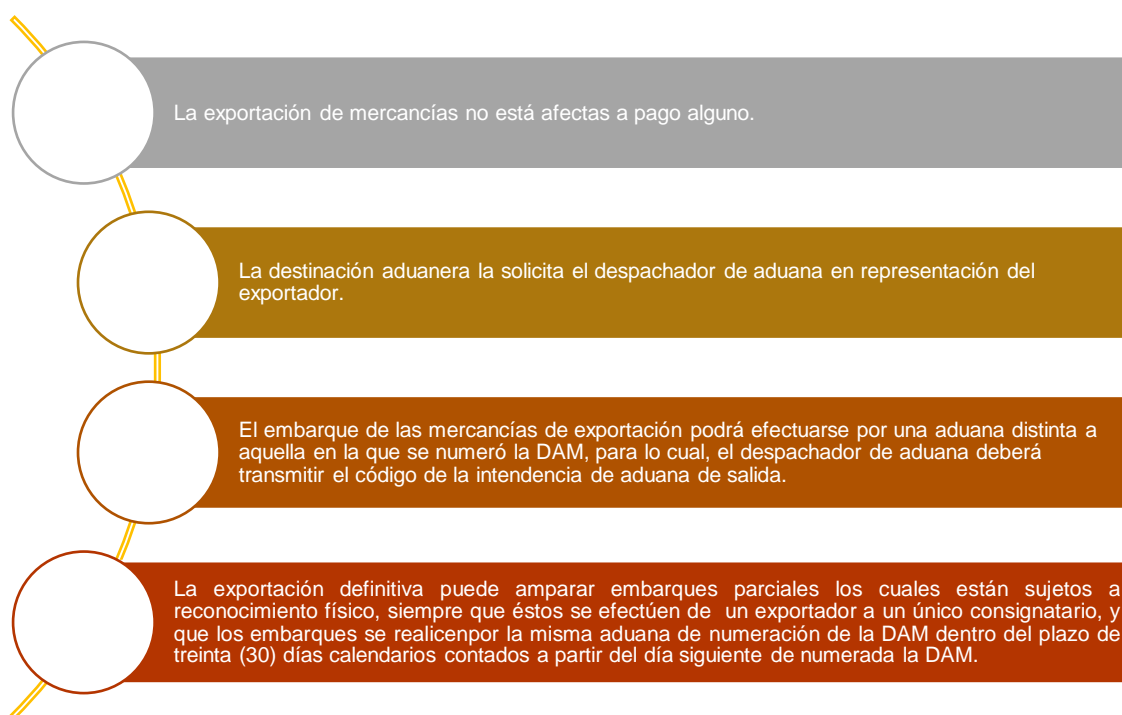 La exportación de mercancías no está afectas a pago alguno.
La destinación aduanera la solicita el despachador de aduana en representación del
exportador.
El embarque de las mercancías de exportación podrá efectuarse por una aduana distinta a
aquella en la que se numeró la DAM, para lo cual, el despachador de aduana deberá
transmitir el código de la intendencia de aduana de salida.
La exportación definitiva puede amparar embarques parciales los cuales están sujetos a
reconocimiento físico, siempre que éstos se efectúen de un exportador a un único consignatario, y
que los embarques se realicenpor la misma aduana de numeración de la DAM dentro del plazo de
treinta (30) días calendarios contados a partir del día siguiente de numerada la DAM.